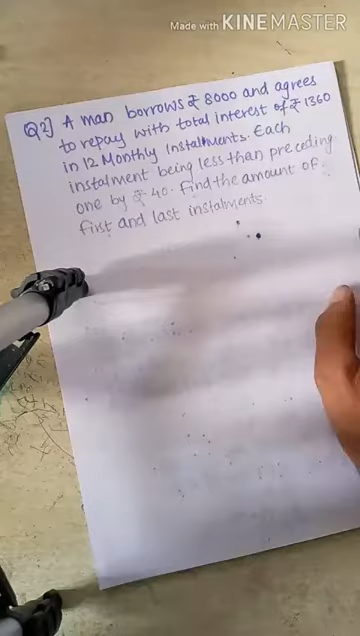 Made with KINEMASTER
Q2] A man borrows ₹ 8000 and agrees
to repay with total interest of ₹ 1360
in 12 Monthly Instalments. Each
instalment being less than preceding
one by ₹ 40. Find the amount of
first and last instalments.